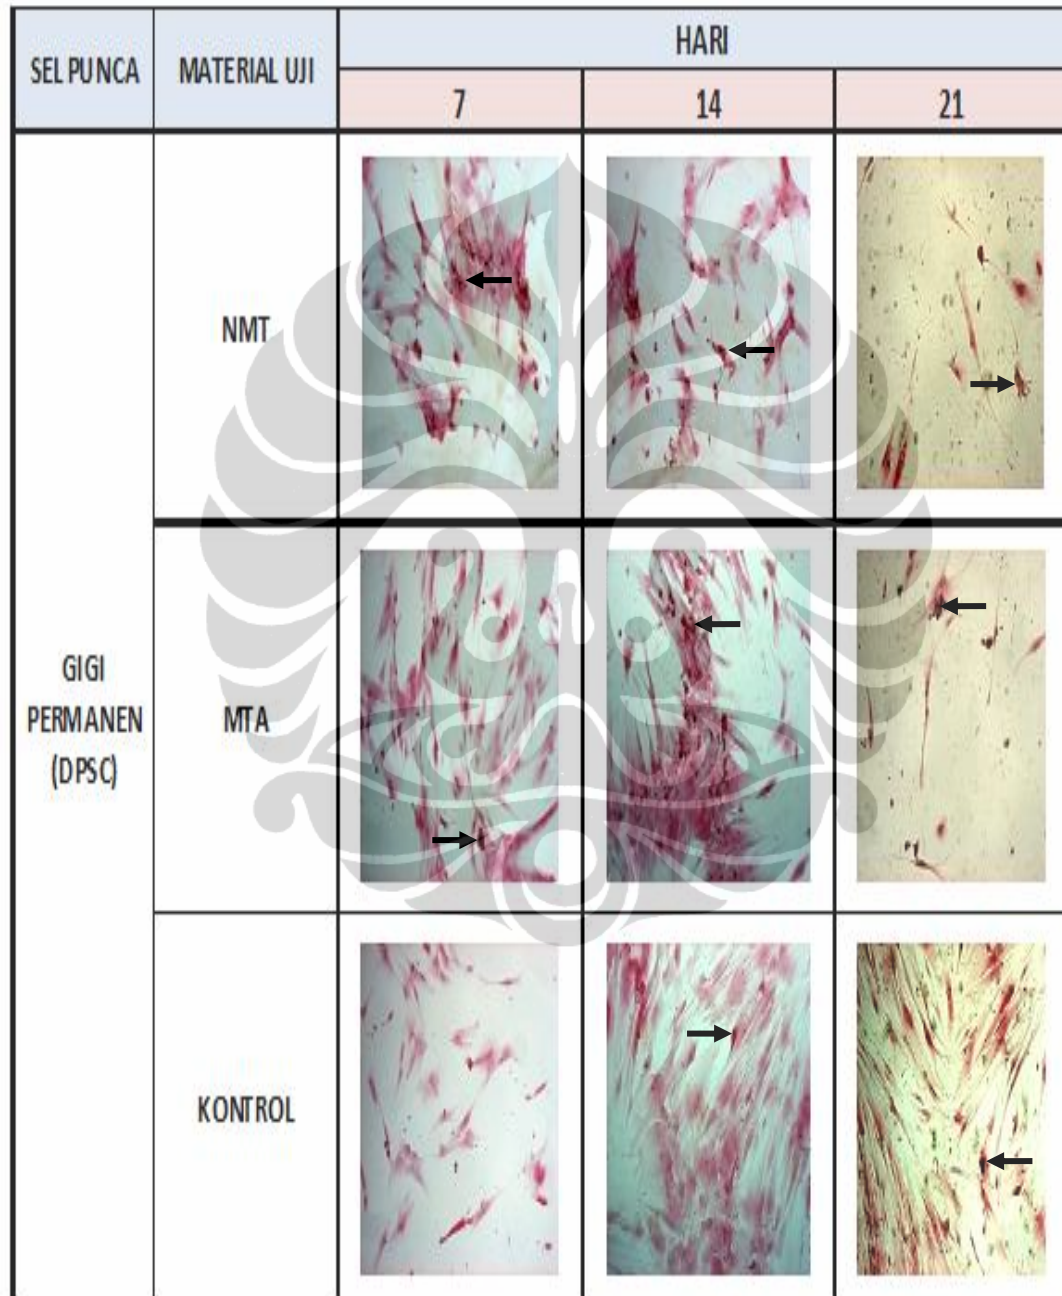 SEL PUNCA
MATERIAL UJI
HARI
7
14
21
GIGI
PERMANEN
(DPSC)
NMT
MTA
KONTROL